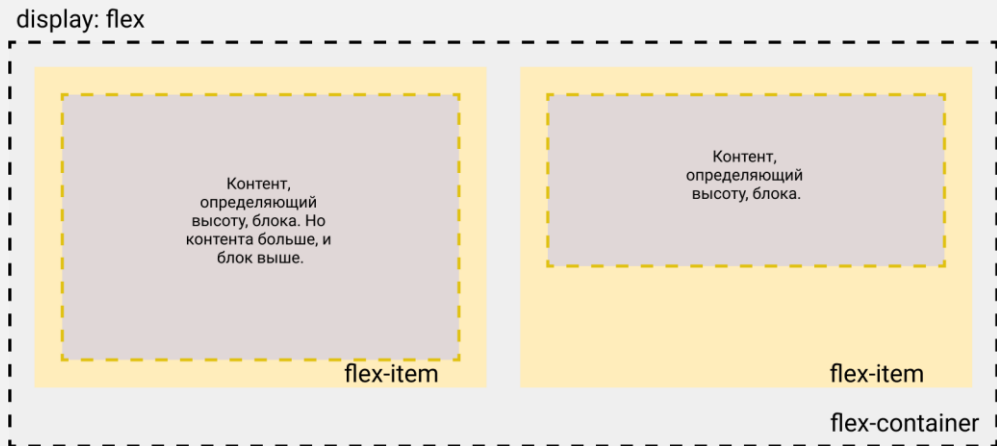 display: flex
Контент,
определяющий
высоту, блока. Но
контента больше, и
блок выше.
flex-item
Контент,
определяющий
высоту, блока.
flex-item
flex-container